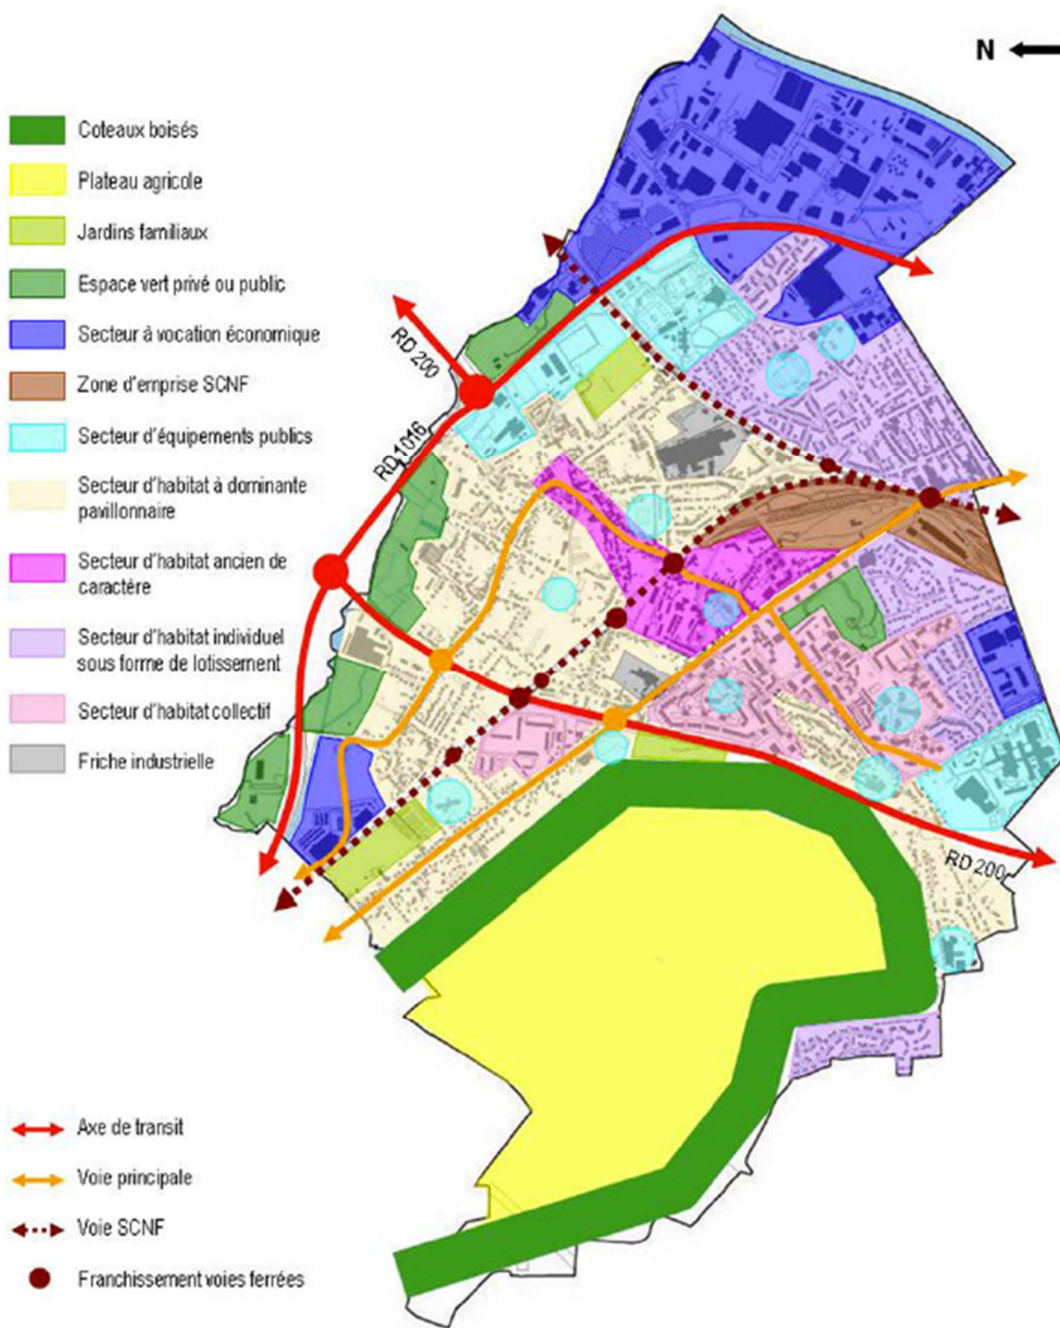 N
Coteaux boisés
Plateau agricole
Jardins familiaux
Espace vert privé ou public
Secteur à vocation économique
Zone d'emprise SCNF
Secteur d'équipements publics
Secteur d'habitat à dominante
pavillonnaire
Secteur d'habitat ancien de
caractère
Secteur d'habitat individuel
sous forme de lotissement
Secteur d'habitat collectif
Friche industrielle
RD 200
RD 1016
RD 200
Axe de transit
Voie principale
Voie SCNF
Franchissement voies ferrées